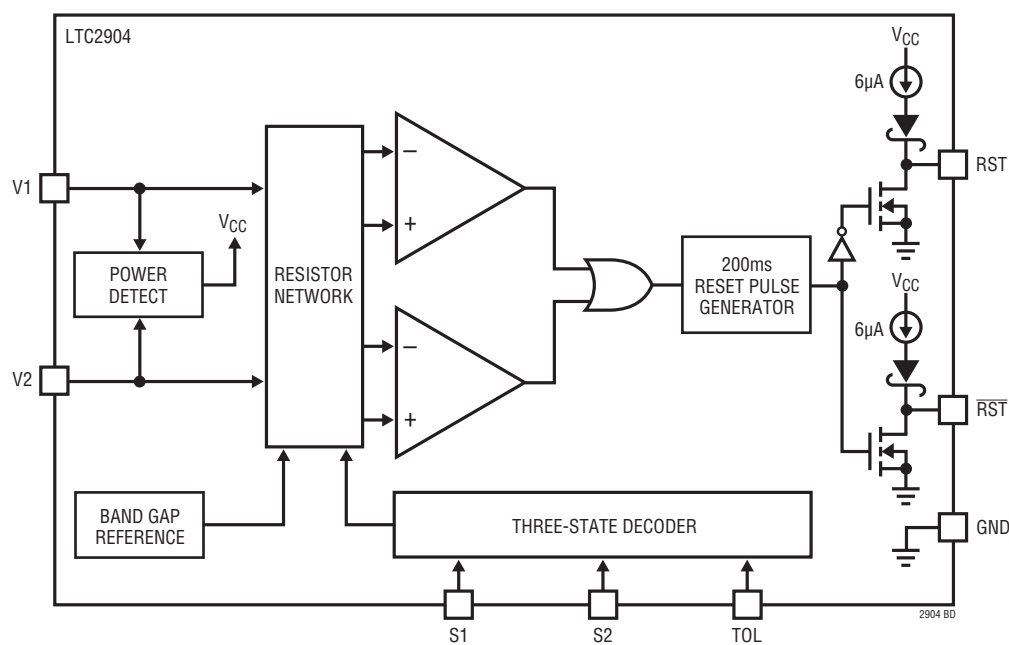 LTC2904
VCC
6µA
RST
V1
VCC
POWER
DETECT
RESISTOR
NETWORK
–
+
200ms
RESET PULSE
GENERATOR
VCC
6µA
V2
–
+
RST
BAND GAP
REFERENCE
THREE-STATE DECODER
GND
S1
S2
TOL
2904 BD